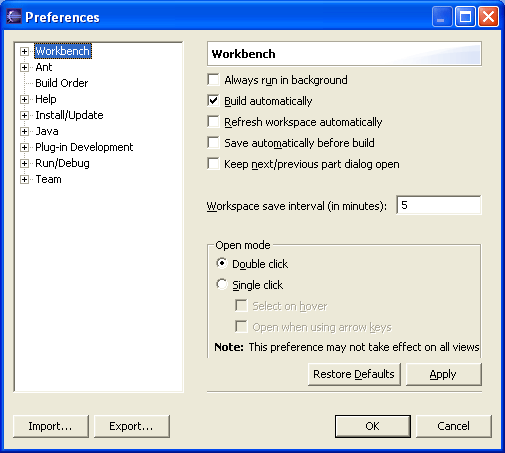 Preferences
Workbench
Ant
Build Order
Help
Install/Update
Java
Plug-in Development
Run/Debug
Team
Workbench
Always run in background
Build automatically
Refresh workspace automatically
Save automatically before build
Keep next/previous part dialog open
Workspace save interval (in minutes): 5
Open mode
Double click
Single click
Select on hover
Open when using arrow keys
Note: This preference may not take effect on all views
Restore Defaults Apply
Import... Export... OK Cancel